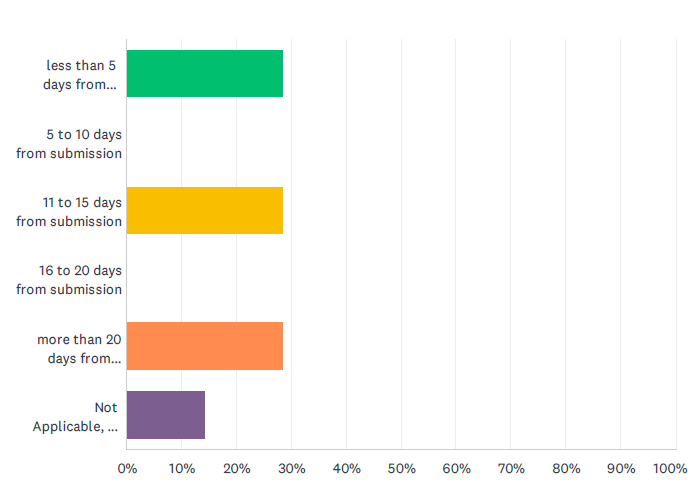 less than 5
days from...
5 to 10 days
from submission
11 to 15 days
from submission
16 to 20 days
from submission
more than 20
days from...
Not
Applicable, ...
0% 10% 20% 30% 40% 50% 60% 70% 80% 90% 100%